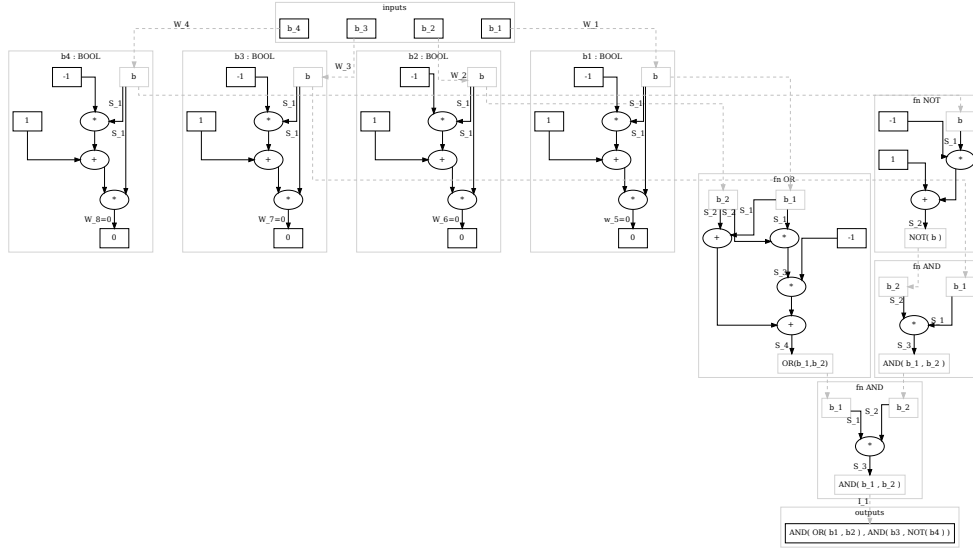 inputs
b_4
b_3
b_2
b_1
W_4
W_1
W_3
W_2
b4 : BOOL
-1
b
S_1
1
*
S_1
+
*
W_8=0
0
b3 : BOOL
-1
b
S_1
1
*
S_1
+
*
W_7=0
0
b2 : BOOL
-1
b
S_1
1
*
S_1
+
*
W_6=0
0
b1 : BOOL
-1
b
S_1
1
*
S_1
+
*
w_5=0
0
fn NOT
-1
b
S_1
1
*
+
S_2
NOT( b )
fn OR
b_2
b_1
S_2
S_2
S_1
S_1
+
*
-1
S_3
*
+
S_4
OR(b_1,b_2)
fn AND
b_2
b_1
S_2
S_1
*
S_3
AND( b_1 , b_2 )
fn AND
b_1
b_2
S_1
S_2
*
S_3
AND( b_1 , b_2 )
I_1
outputs
AND( OR( b1 , b2 ) , AND( b3 , NOT( b4 ) ) )